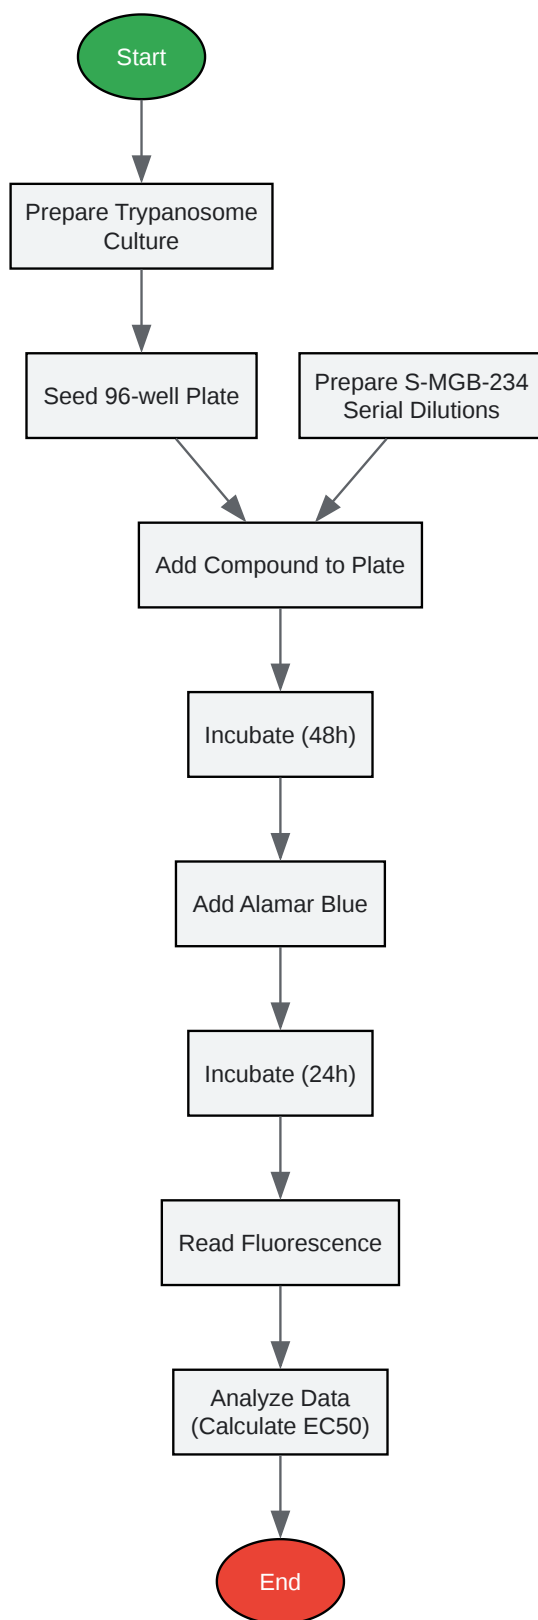 Start
Prepare Trypanosome
Culture
Seed 96-well Plate
Prepare S-MGB-234
Serial Dilutions
Add Compound to Plate
Incubate (48h)
Add Alamar Blue
Incubate (24h)
Read Fluorescence
Analyze Data
(Calculate EC50)
End